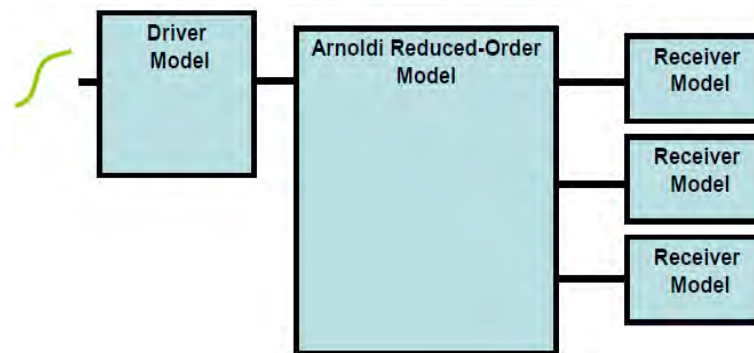 Driver
Model
Arnoldi Reduced-Order
Model
Receiver
Model
Receiver
Model
Receiver
Model